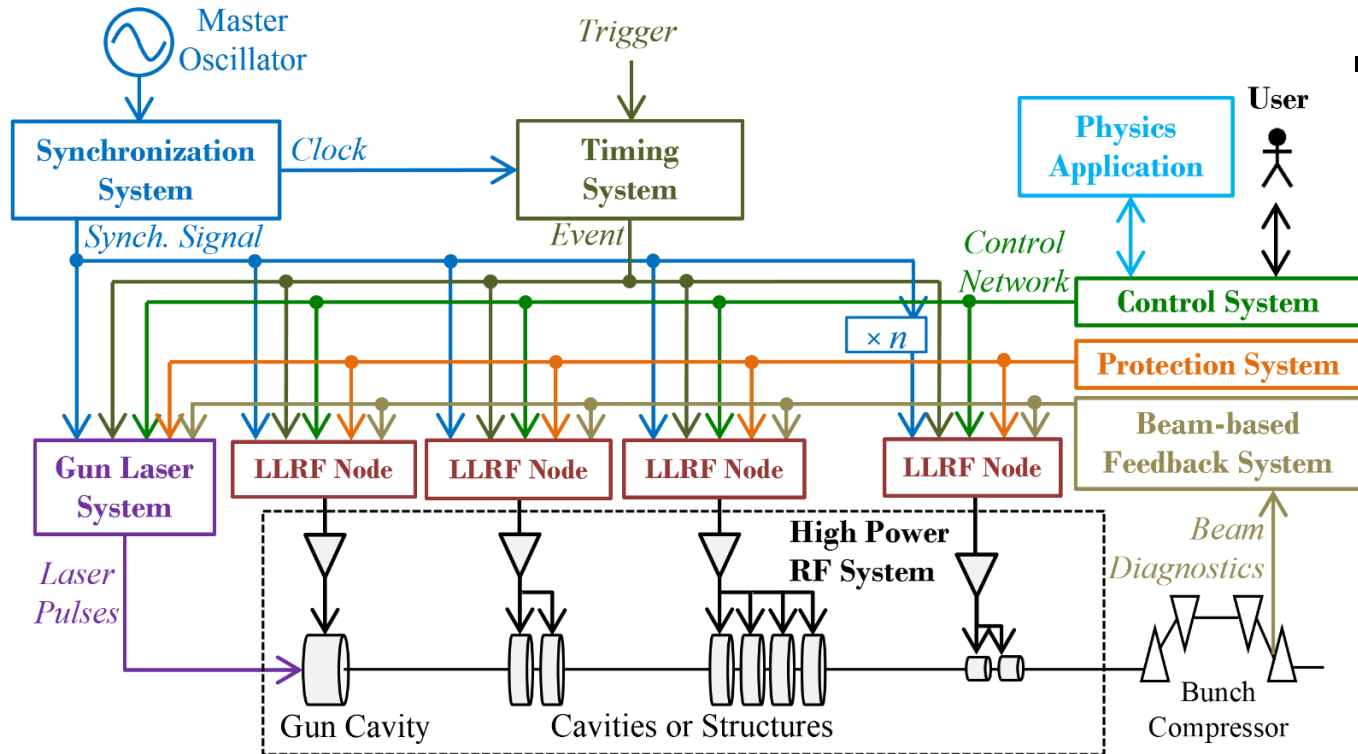 Master
Oscillator
Trigger
User
Synchronization
System
Clock
Timing
System
Physics
Application
Synch. Signal
Event
Control
Network
Control System
× n
Protection System
Gun Laser
System
LLRF Node
LLRF Node
LLRF Node
LLRF Node
Beam-based
Feedback System
High Power
RF System
Laser
Pulses
Beam
Diagnostics
Gun Cavity
Cavities or Structures
Bunch
Compressor